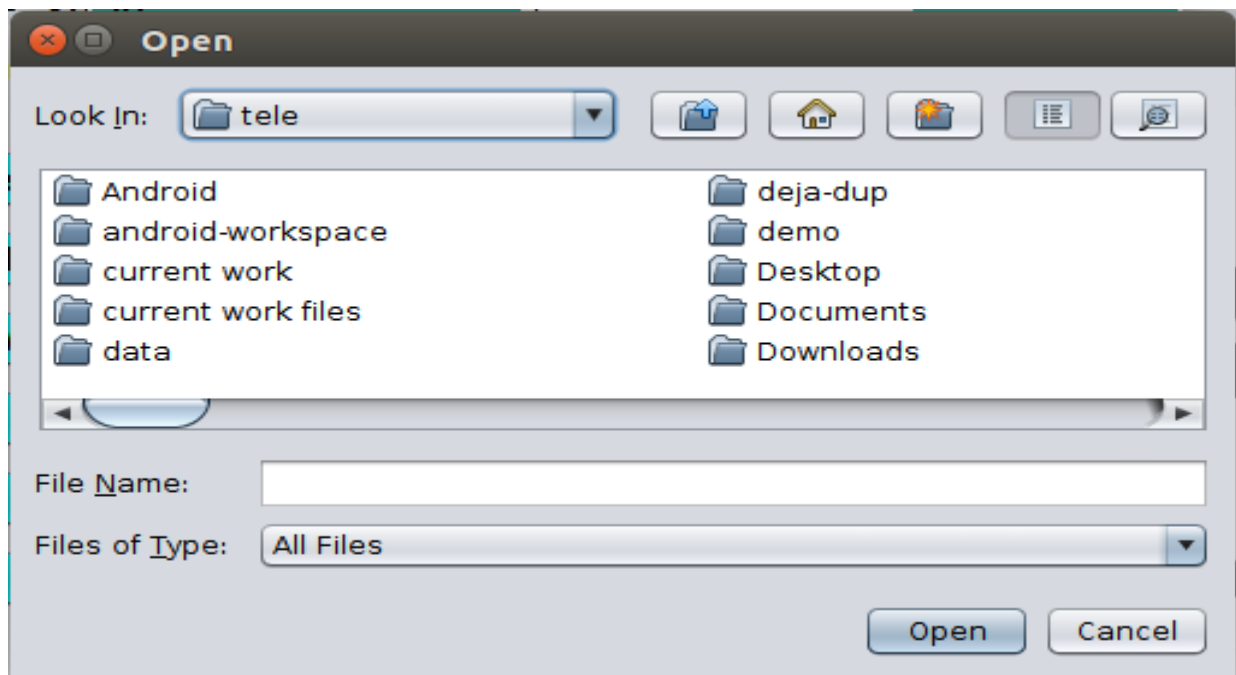 Open
Look In: tele
Android
android-workspace
current work
current work files
data
deja-dup
demo
Desktop
Documents
Downloads
File Name:
Files of Type: All Files
Open Cancel